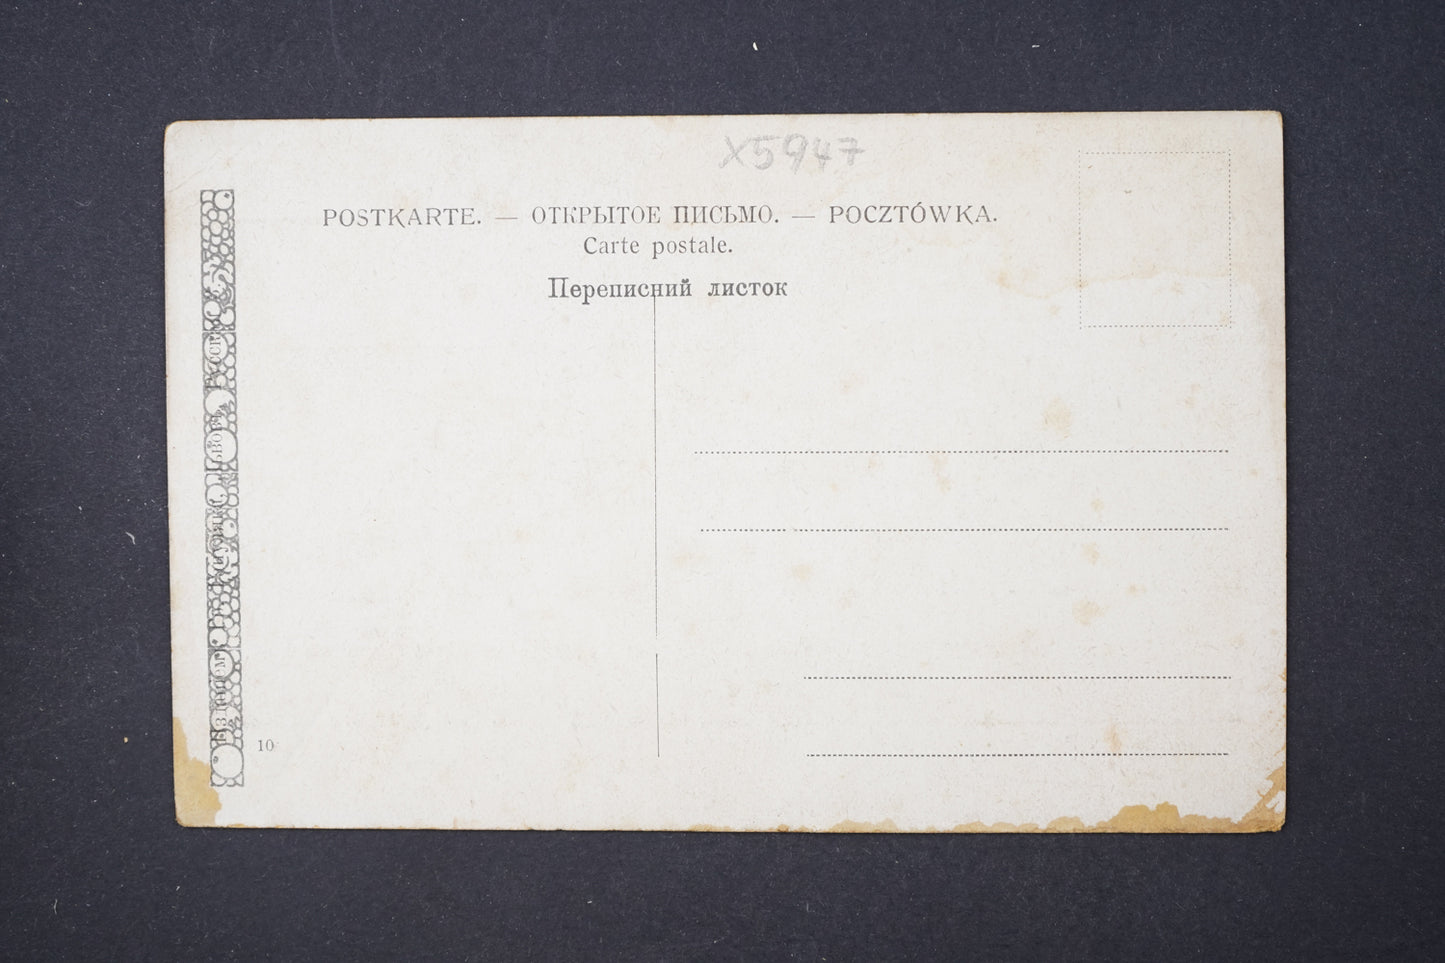 X5947
POSTKARTE. — ОТКРЫТОЕ ПИСЬМО. — POCZTÓWKA.
Carte postale.
Переписний листок
10